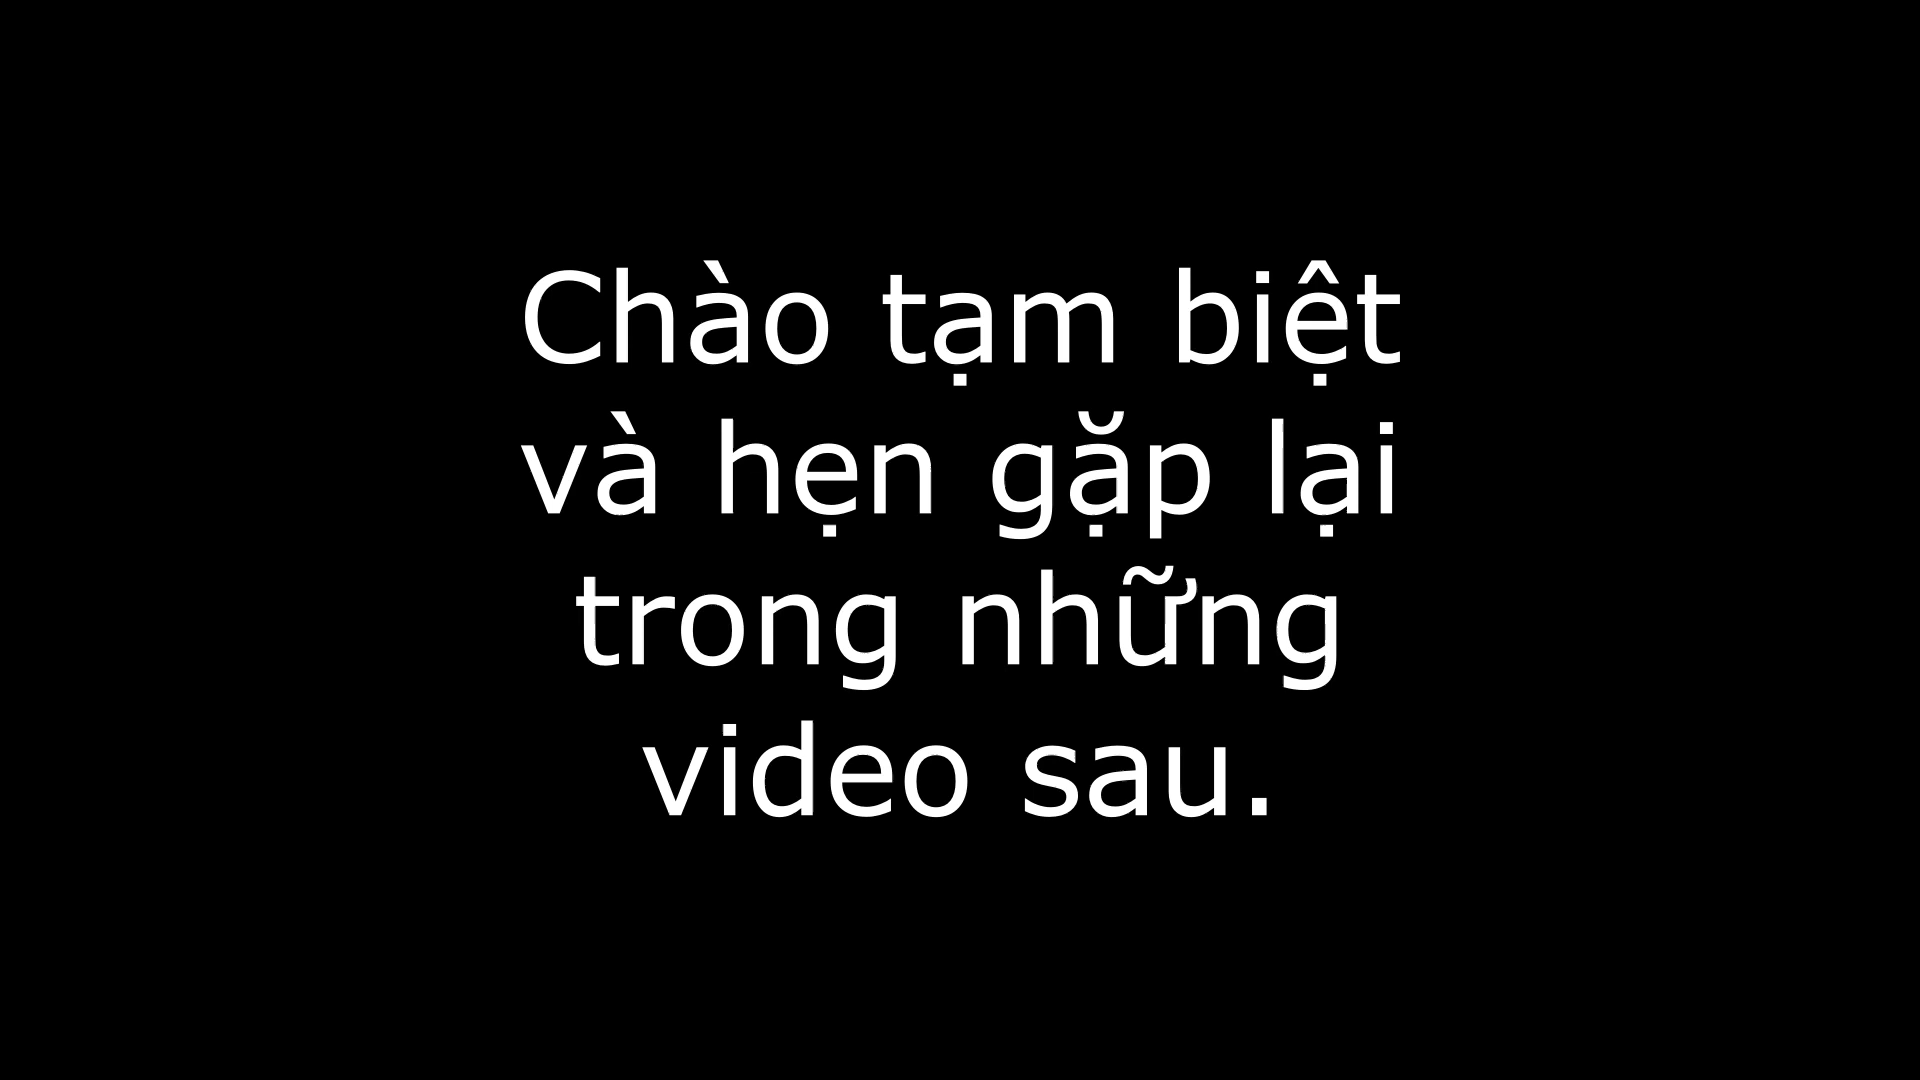 Chào tạm biệt
và hẹn gặp lại
trong những
video sau.